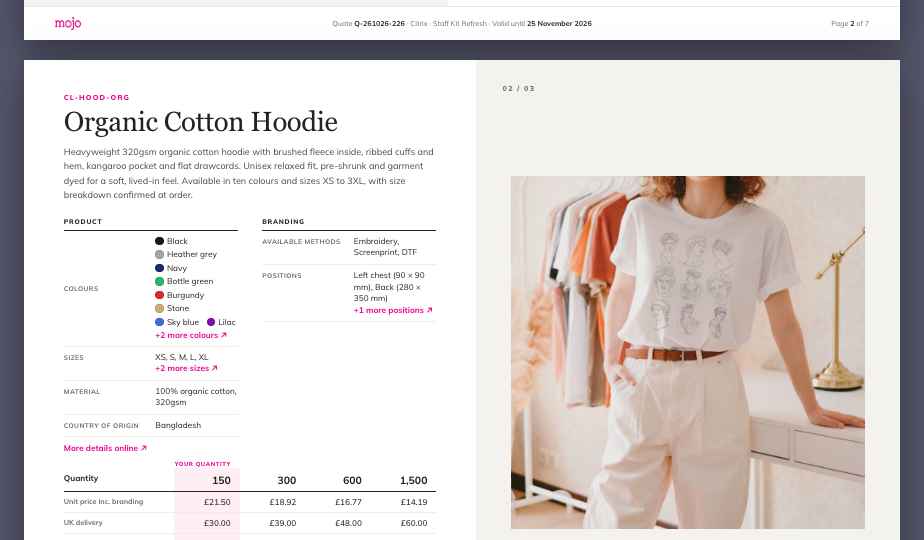 mojo
Quote Q-261026-226 · Citrix · Staff Kit Refresh · Valid until 25 November 2026
Page 2 of 7
CL-HOOD-ORG
Organic Cotton Hoodie
Heavyweight 320gsm organic cotton hoodie with brushed fleece inside, ribbed cuffs and
hem, kangaroo pocket and flat drawcords. Unisex relaxed fit, pre-shrunk and garment
dyed for a soft, lived-in feel. Available in ten colours and sizes XS to 3XL, with size
breakdown confirmed at order.
PRODUCT
COLOURS
Black
Heather grey
Navy
Bottle green
Burgundy
Stone
Sky blue Lilac
+2 more colours ↗
SIZES
XS, S, M, L, XL
+2 more sizes ↗
MATERIAL
100% organic cotton,
320gsm
COUNTRY OF ORIGIN Bangladesh
More details online ↗
BRANDING
AVAILABLE METHODS
Embroidery,
Screenprint, DTF
POSITIONS
Left chest (90 × 90
mm), Back (280 ×
350 mm)
+1 more positions ↗
YOUR QUANTITY
Quantity 150 300 600 1,500
Unit price inc. branding £21.50 £18.92 £16.77 £14.19
UK delivery £30.00 £39.00 £48.00 £60.00
02 / 03